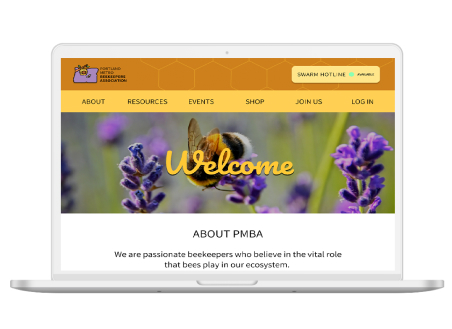 PORTLAND
METRO
BEEKEEPERS
ASSOCIATION
SWARM HOTLINE AVAILABLE
ABOUT RESOURCES EVENTS SHOP JOIN US LOG IN
Welcome
ABOUT PMBA
We are passionate beekeepers who believe in the vital role
that bees play in our ecosystem.